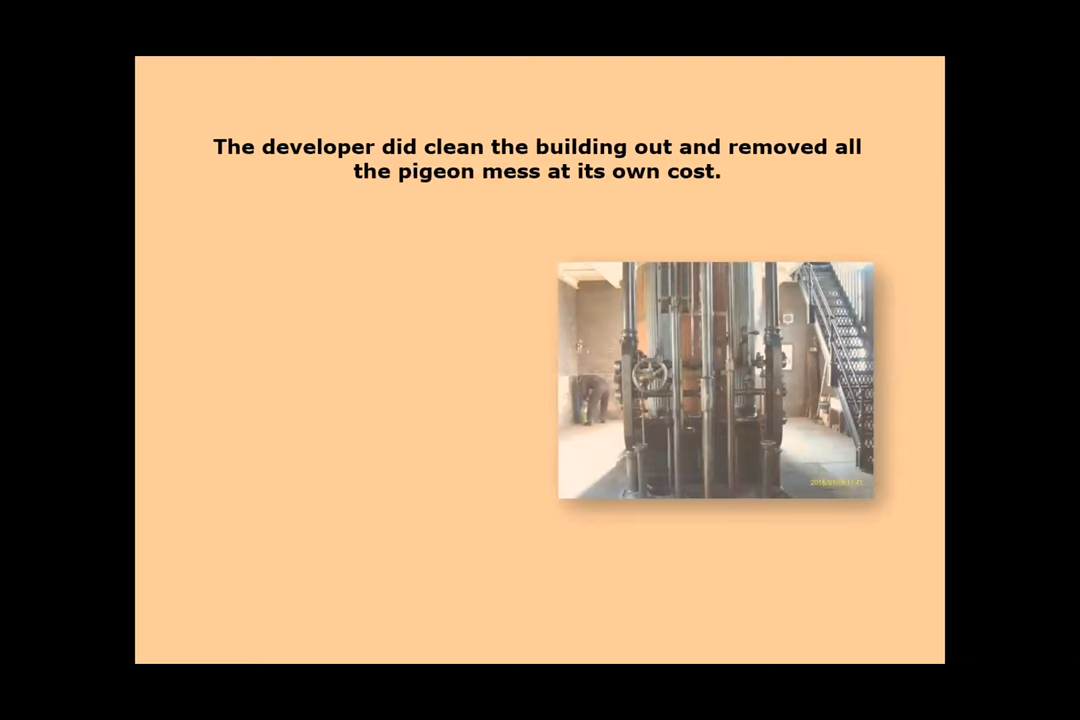 The developer did clean the building out and removed all
the pigeon mess at its own cost.